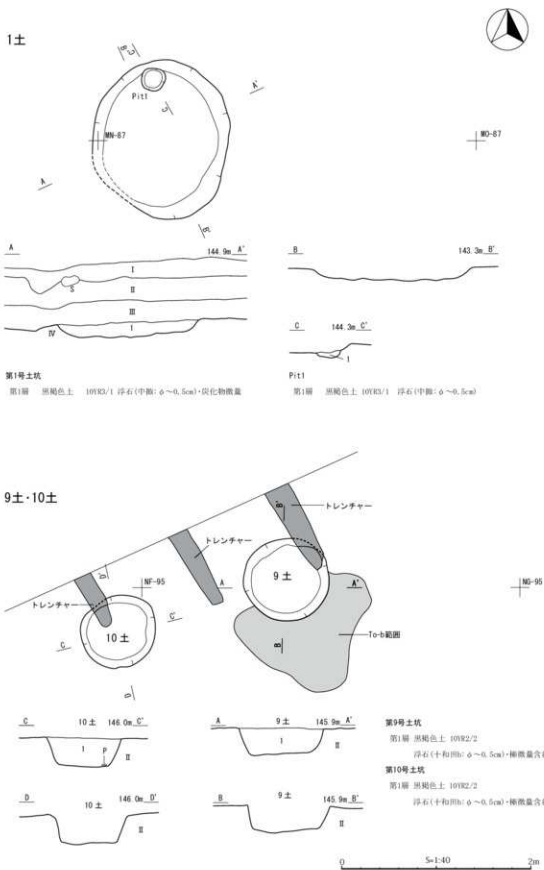 1土
B C
A'
Pit1
C'
MN-87
MO-87
A
B'
A 144.9m A'
B 143.3m B'
I
S
II
III
IV 1
C 144.3m C'
1
第1号土坑
第1層 黒褐色土 10YR3/1 浮石(中掫:φ～0.5cm)・炭化物微量
Pit1
第1層 黒褐色土 10YR3/1 浮石(中掫:φ～0.5cm)
9土・10土
トレンチャー
B'
トレンチャー
D'
NF-95
A
9土
A'
NG-95
トレンチャー
C'
10土
C
B
To-b範囲
D
C 10土 146.0m C'
A 9土 145.9m A'
1 P II
1 II
D 10土 146.0m D'
B 9土 145.9m B'
II
II
第9号土坑
第1層 黒褐色土 10YR2/2
浮石(十和田b:φ～0.5cm)・極微量含
第10号土坑
第1層 黒褐色土 10YR2/2
浮石(十和田b:φ～0.5cm)・極微量含
0 S=1:40 2m